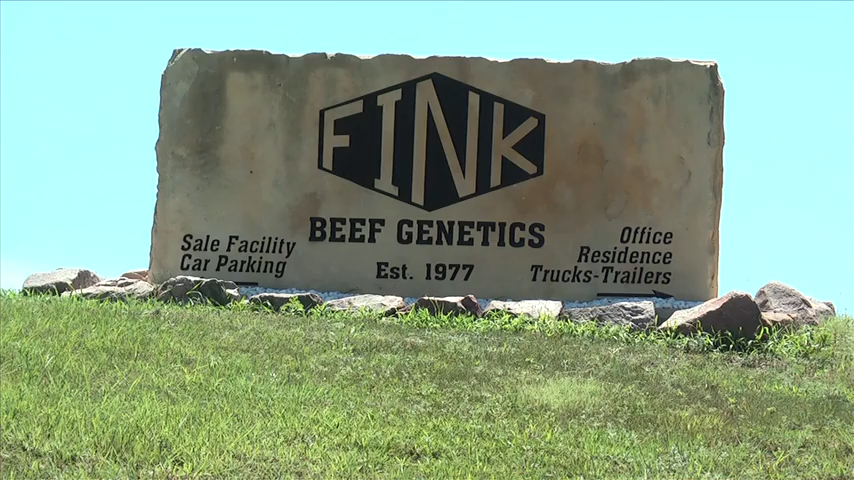 FINK
BEEF GENETICS
Est. 1977
Sale Facility
Car Parking
Office
Residence
Trucks-Trailers